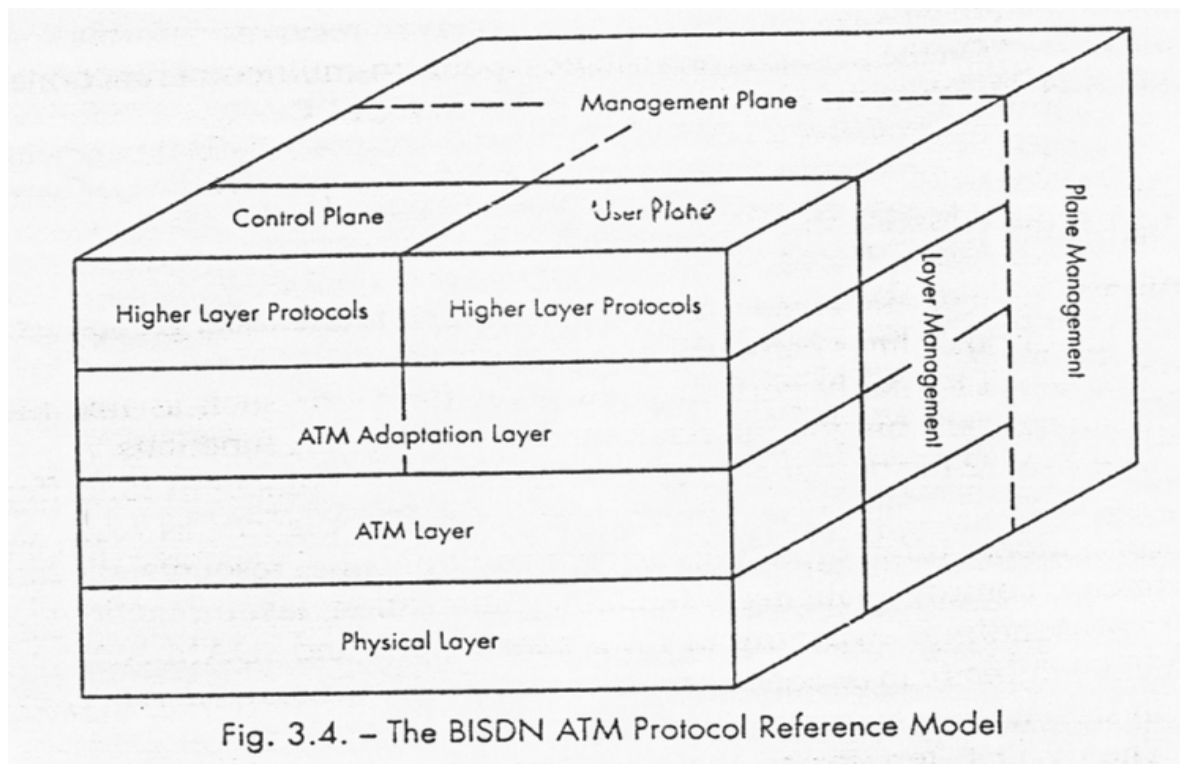 Management Plane
Control Plane
User Plane
Higher Layer Protocols
Higher Layer Protocols
Layer Management
Plane Management
ATM Adaptation Layer
ATM Layer
Physical Layer
Fig. 3.4. – The BISDN ATM Protocol Reference Model